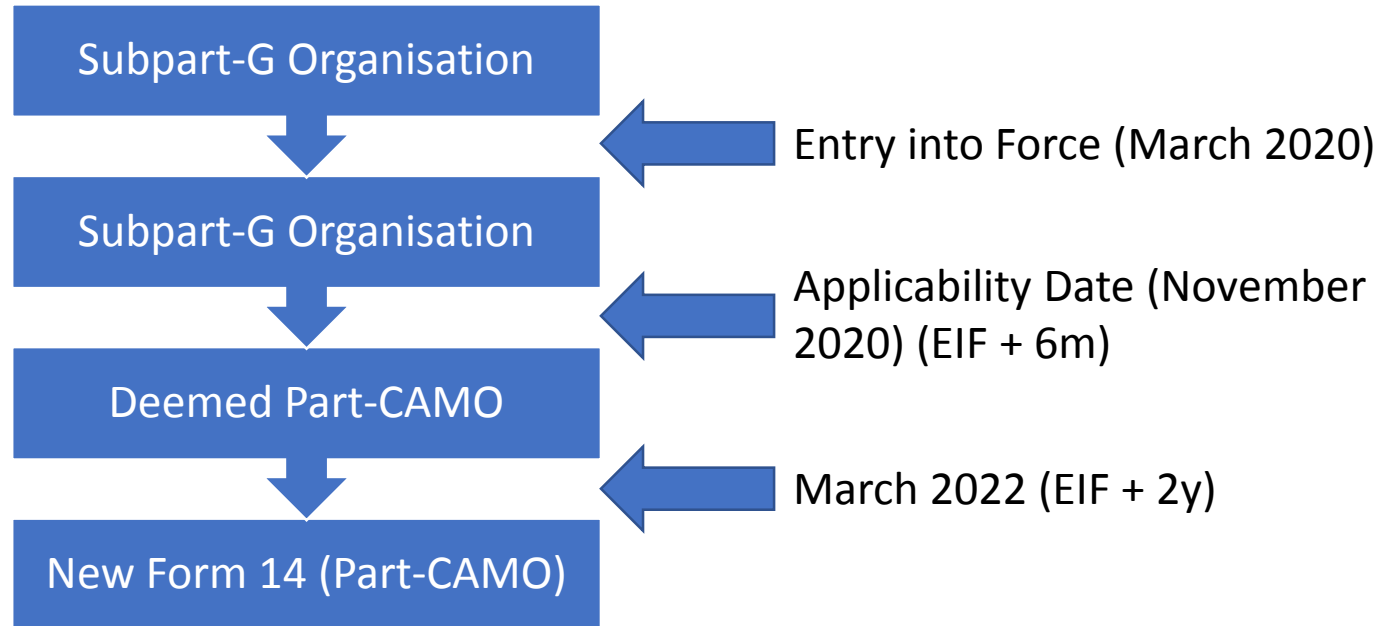 Subpart-G Organisation
Entry into Force (March 2020)
Subpart-G Organisation
Applicability Date (November
2020) (EIF + 6m)
Deemed Part-CAMO
March 2022 (EIF + 2y)
New Form 14 (Part-CAMO)